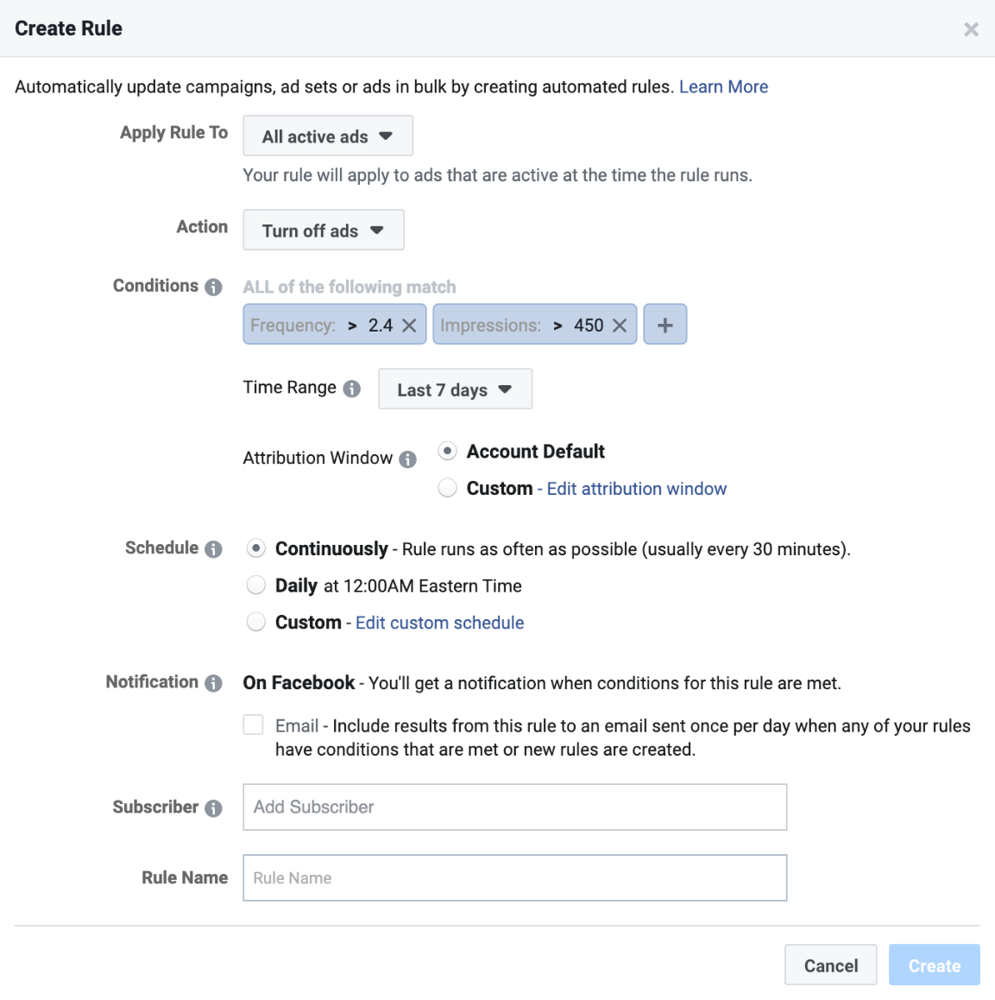 Create Rule
Automatically update campaigns, ad sets or ads in bulk by creating automated rules. Learn More
Apply Rule To All active ads
Your rule will apply to ads that are active at the time the rule runs.
Action Turn off ads
Conditions ALL of the following match
Frequency: > 2.4 Impressions: > 450 +
Time Range Last 7 days
Attribution Window Account Default
Custom - Edit attribution window
Schedule Continuously - Rule runs as often as possible (usually every 30 minutes).
Daily at 12:00AM Eastern Time
Custom - Edit custom schedule
Notification On Facebook - You'll get a notification when conditions for this rule are met.
Email - Include results from this rule to an email sent once per day when any of your rules
have conditions that are met or new rules are created.
Subscriber Add Subscriber
Rule Name Rule Name
Cancel Create